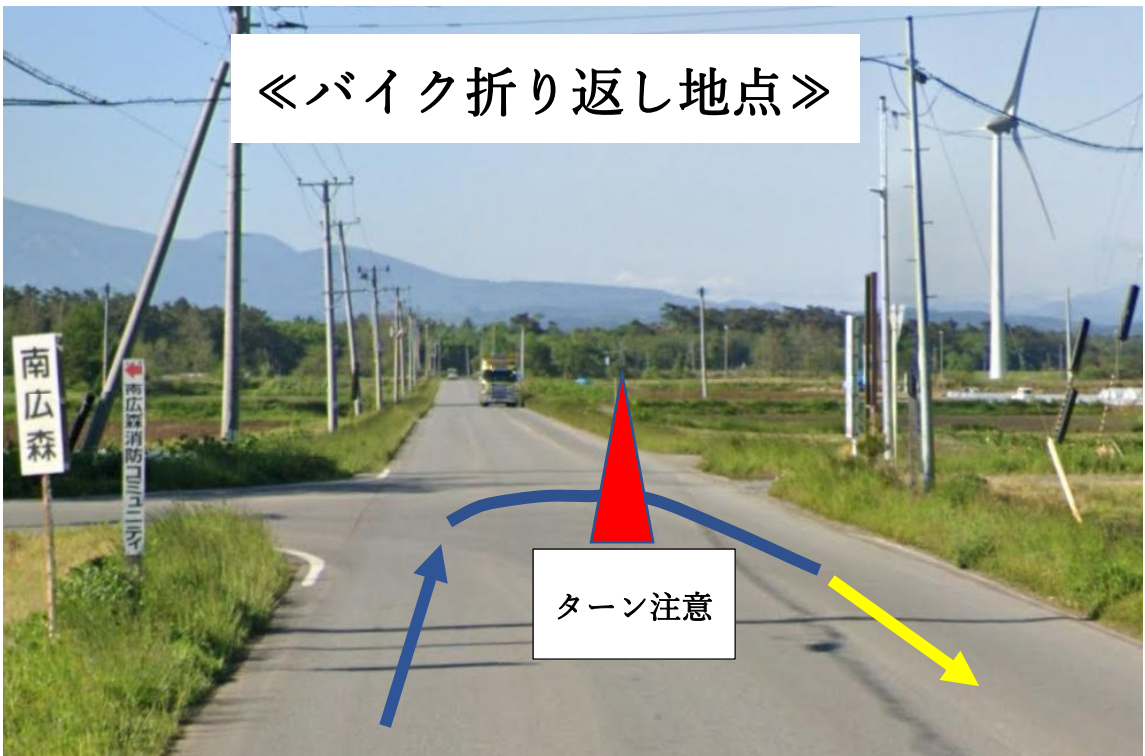 ≪バイク折り返し地点≫
南広森
南広森消防コミュニティ
ターン注意